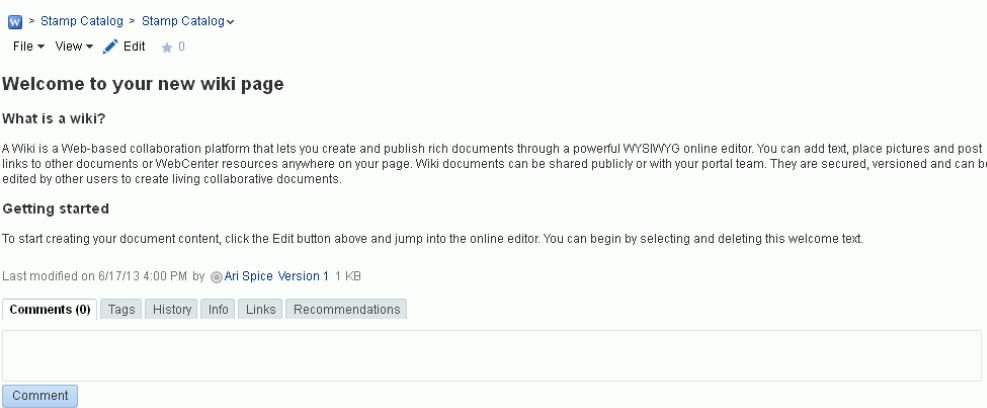 W > Stamp Catalog > Stamp Catalog
File View Edit 0
Welcome to your new wiki page
What is a wiki?
A Wiki is a Web-based collaboration platform that lets you create and publish rich documents through a powerful WYSIWYG online editor. You can add text, place pictures and post
links to other documents or WebCenter resources anywhere on your page. Wiki documents can be shared publicly or with your portal team. They are secured, versioned and can be
edited by other users to create living collaborative documents.
Getting started
To start creating your document content, click the Edit button above and jump into the online editor. You can begin by selecting and deleting this welcome text.
Last modified on 6/17/13 4:00 PM by Ari Spice Version 1 1 KB
Comments (0) Tags History Info Links Recommendations
Comment